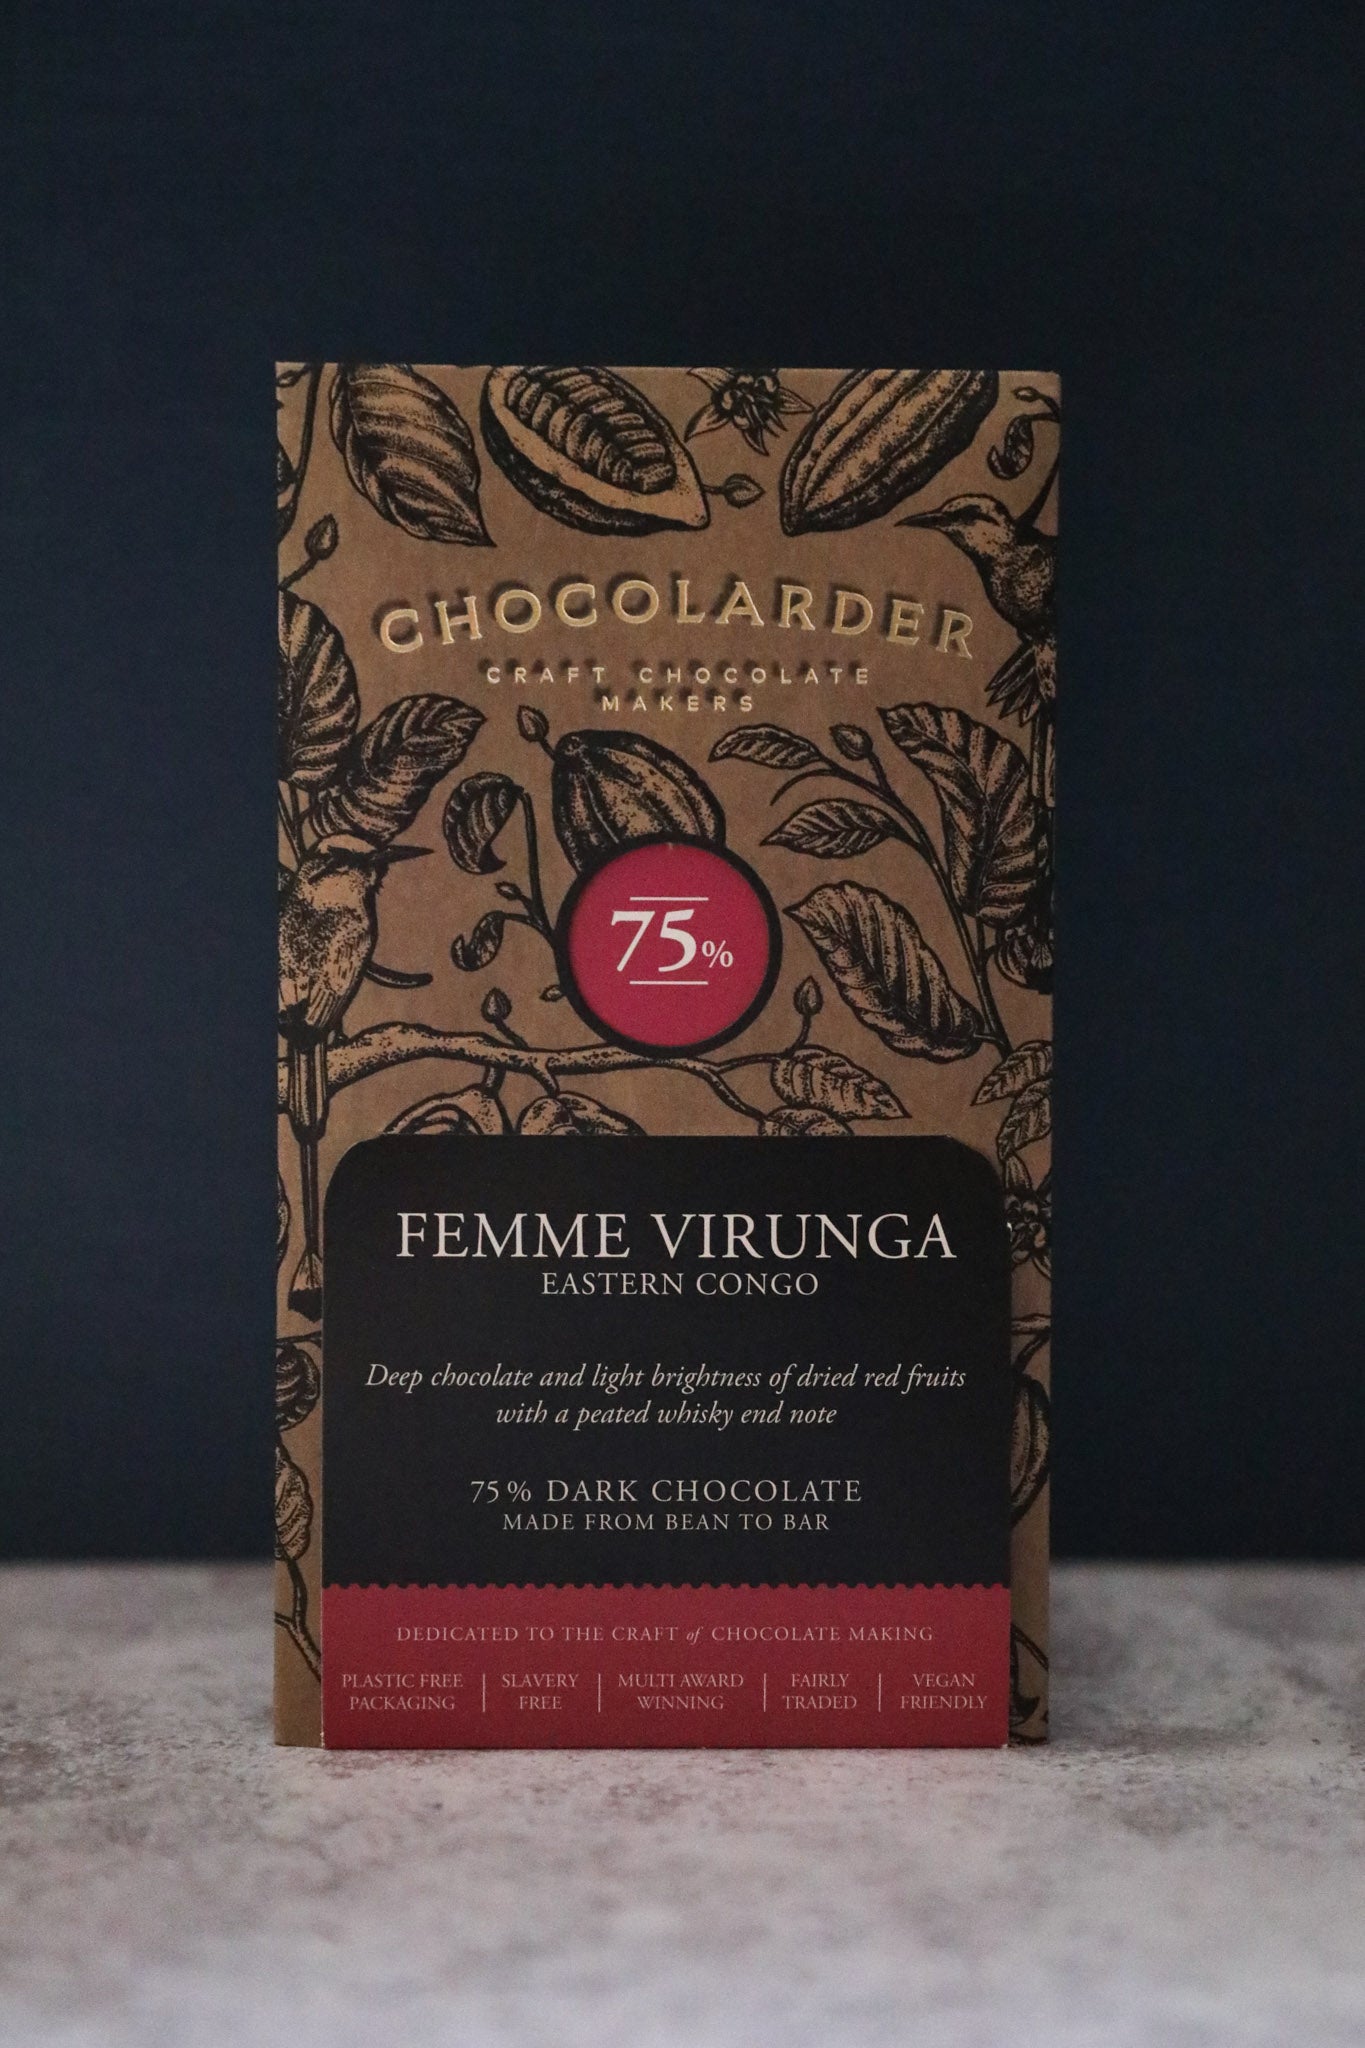 CHOCOLARDER
CRAFT CHOCOLATE
MAKERS
75%
FEMME VIRUNGA
EASTERN CONGO
Deep chocolate and light brightness of dried red fruits
with a peated whisky end note
75% DARK CHOCOLATE
MADE FROM BEAN TO BAR
DEDICATED TO THE CRAFT of CHOCOLATE MAKING
PLASTIC FREE
PACKAGING
SLAVERY
FREE
MULTI AWARD
WINNING
FAIRLY
TRADED
VEGAN
FRIENDLY